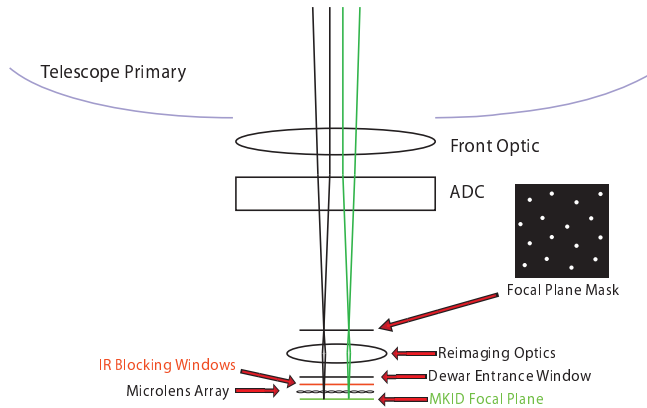 Telescope Primary
Front Optic
ADC
Focal Plane Mask
Reimaging Optics
IR Blocking Windows
Dewar Entrance Window
Microlens Array
MKID Focal Plane